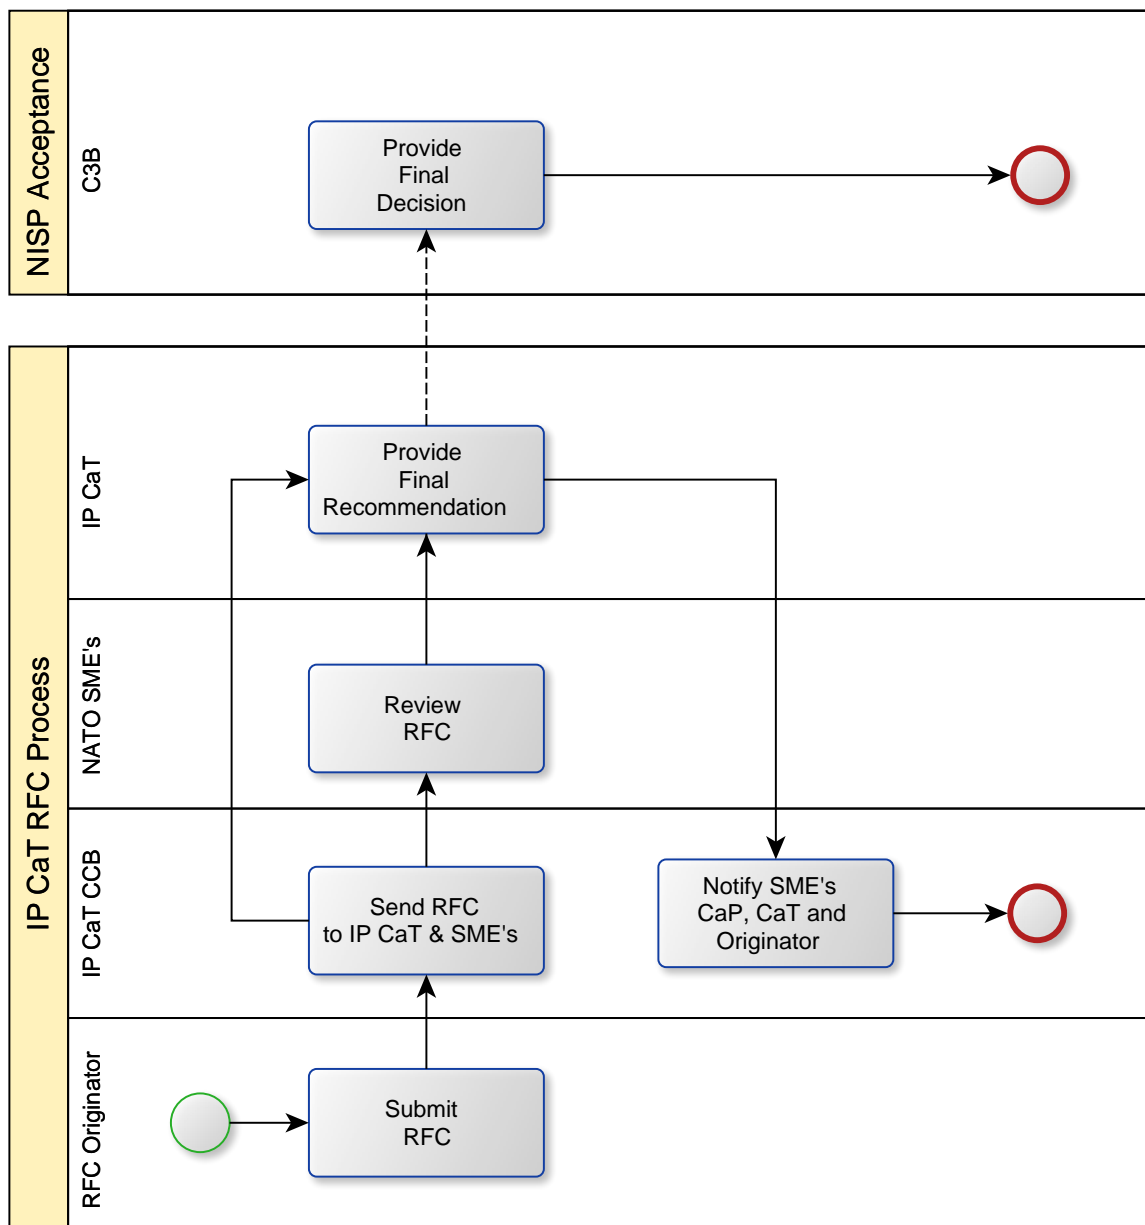 NISP Acceptance
C3B
Provide
Final
Decision
IP CaT RFC Process
IP CaT
Provide
Final
Recommendation
NATO SME's
Review
RFC
IP CaT CCB
Send RFC
to IP CaT & SME's
Notify SME's
CaP, CaT and
Originator
RFC Originator
Submit
RFC